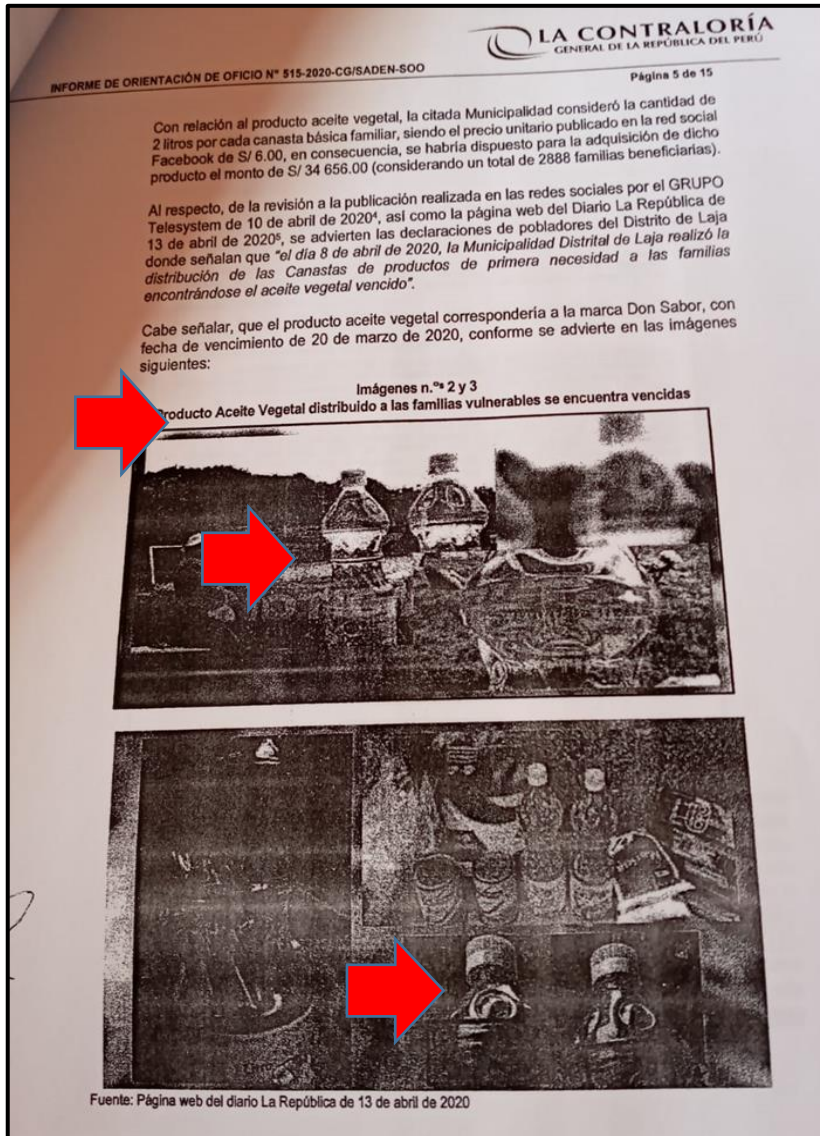 LA CONTRALORÍA
GENERAL DE LA REPÚBLICA DEL PERÚ
INFORME DE ORIENTACIÓN DE OFICIO N° 515-2020-CG/SADEN-SOO
Página 5 de 15
Con relación al producto aceite vegetal, la citada Municipalidad consideró la cantidad de
2 litros por cada canasta básica familiar, siendo el precio unitario publicado en la red social
Facebook de S/ 6.00, en consecuencia, se habría dispuesto para la adquisición de dicho
producto el monto de S/ 34 656.00 (considerando un total de 2888 familias beneficiarias).
Al respecto, de la revisión a la publicación realizada en las redes sociales por el GRUPO
Telesystem de 10 de abril de 2020⁴, así como la página web del Diario La República de
13 de abril de 2020⁵, se advierten las declaraciones de pobladores del Distrito de Laja
donde señalan que "el día 8 de abril de 2020, la Municipalidad Distrital de Laja realizó la
distribución de las Canastas de productos de primera necesidad a las familias
encontrándose el aceite vegetal vencido".
Cabe señalar, que el producto aceite vegetal correspondería a la marca Don Sabor, con
fecha de vencimiento de 20 de marzo de 2020, conforme se advierte en las imágenes
siguientes:
Imágenes n.ᵒˢ 2 y 3
Producto Aceite Vegetal distribuido a las familias vulnerables se encuentra vencidas
Fuente: Página web del diario La República de 13 de abril de 2020